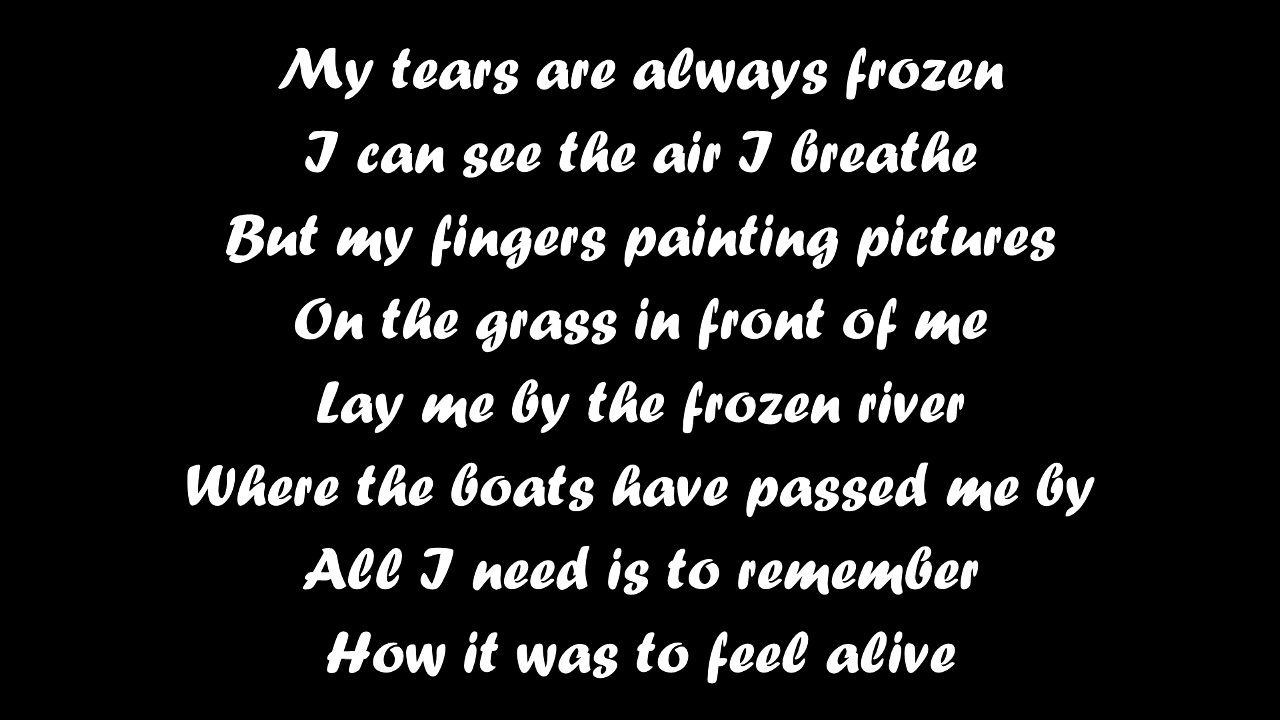 My tears are always frozen
I can see the air I breathe
But my fingers painting pictures
On the grass in front of me
Lay me by the frozen river
Where the boats have passed me by
All I need is to remember
How it was to feel alive